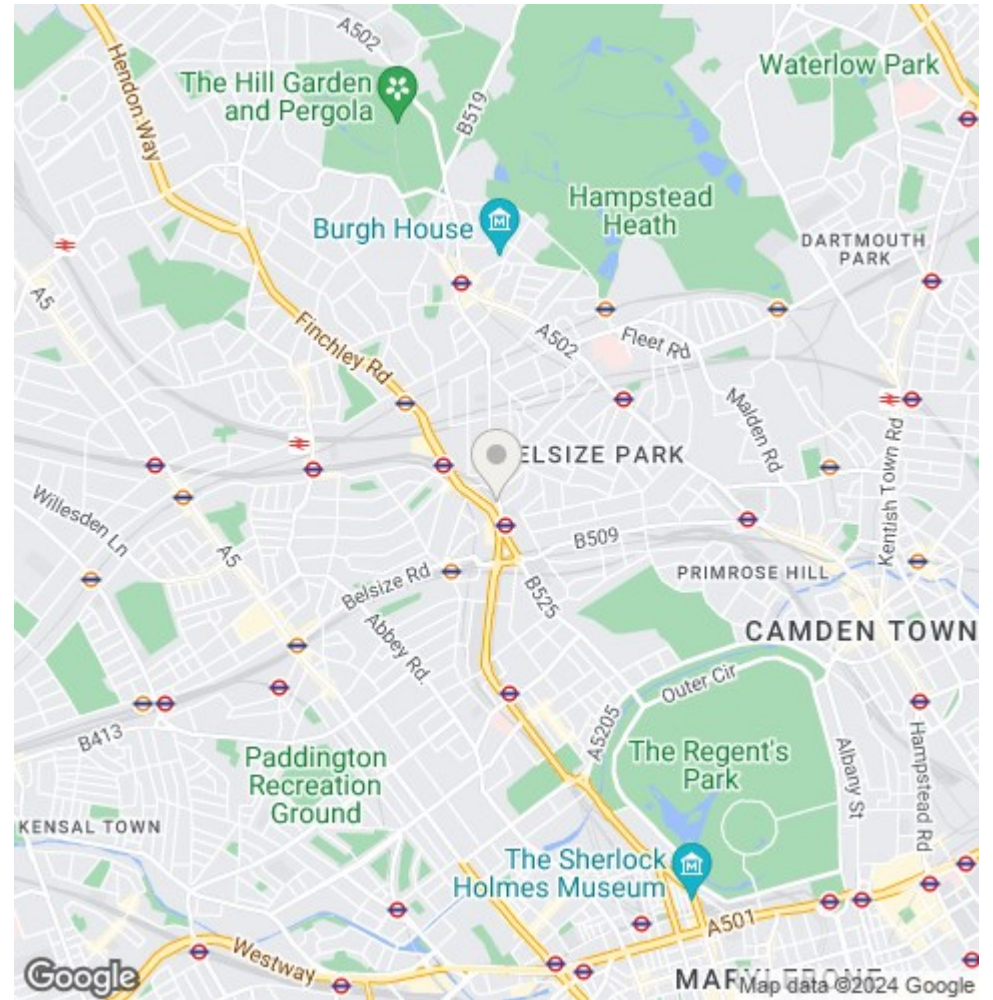 A502
Hendon Way
The Hill Garden
and Pergola
B519
Waterlow Park
Burgh House
Hampstead
Heath
DARTMOUTH
PARK
A5
Finchley Rd
A502
Fleet Rd
Malden Rd
Kentish Town Rd
ELSIZE PARK
Willesden Ln
A5
B509
Belsize Rd
B525
PRIMROSE HILL
Abbey Rd.
CAMDEN TOWN
Outer Cir
B413
A5205
Paddington
Recreation
Ground
The Regent's
Park
Albany St
Hampstead Rd
KENSAL TOWN
The Sherlock
Holmes Museum
A501
Westway
MARYLEBONE
Google
Map data ©2024 Google